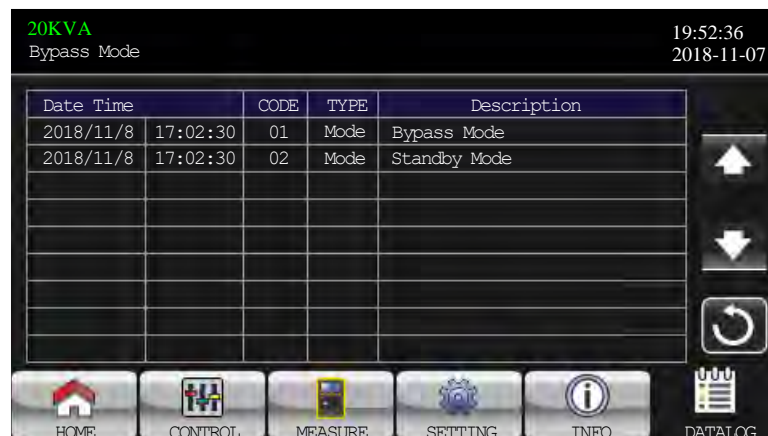 20KVA
Bypass Mode
19:52:36
2018-11-07
Date Time CODE TYPE Description
2018/11/8 17:02:30 01 Mode Bypass Mode
2018/11/8 17:02:30 02 Mode Standby Mode
HOME CONTROL MEASURE SETTING INFO DATALOG